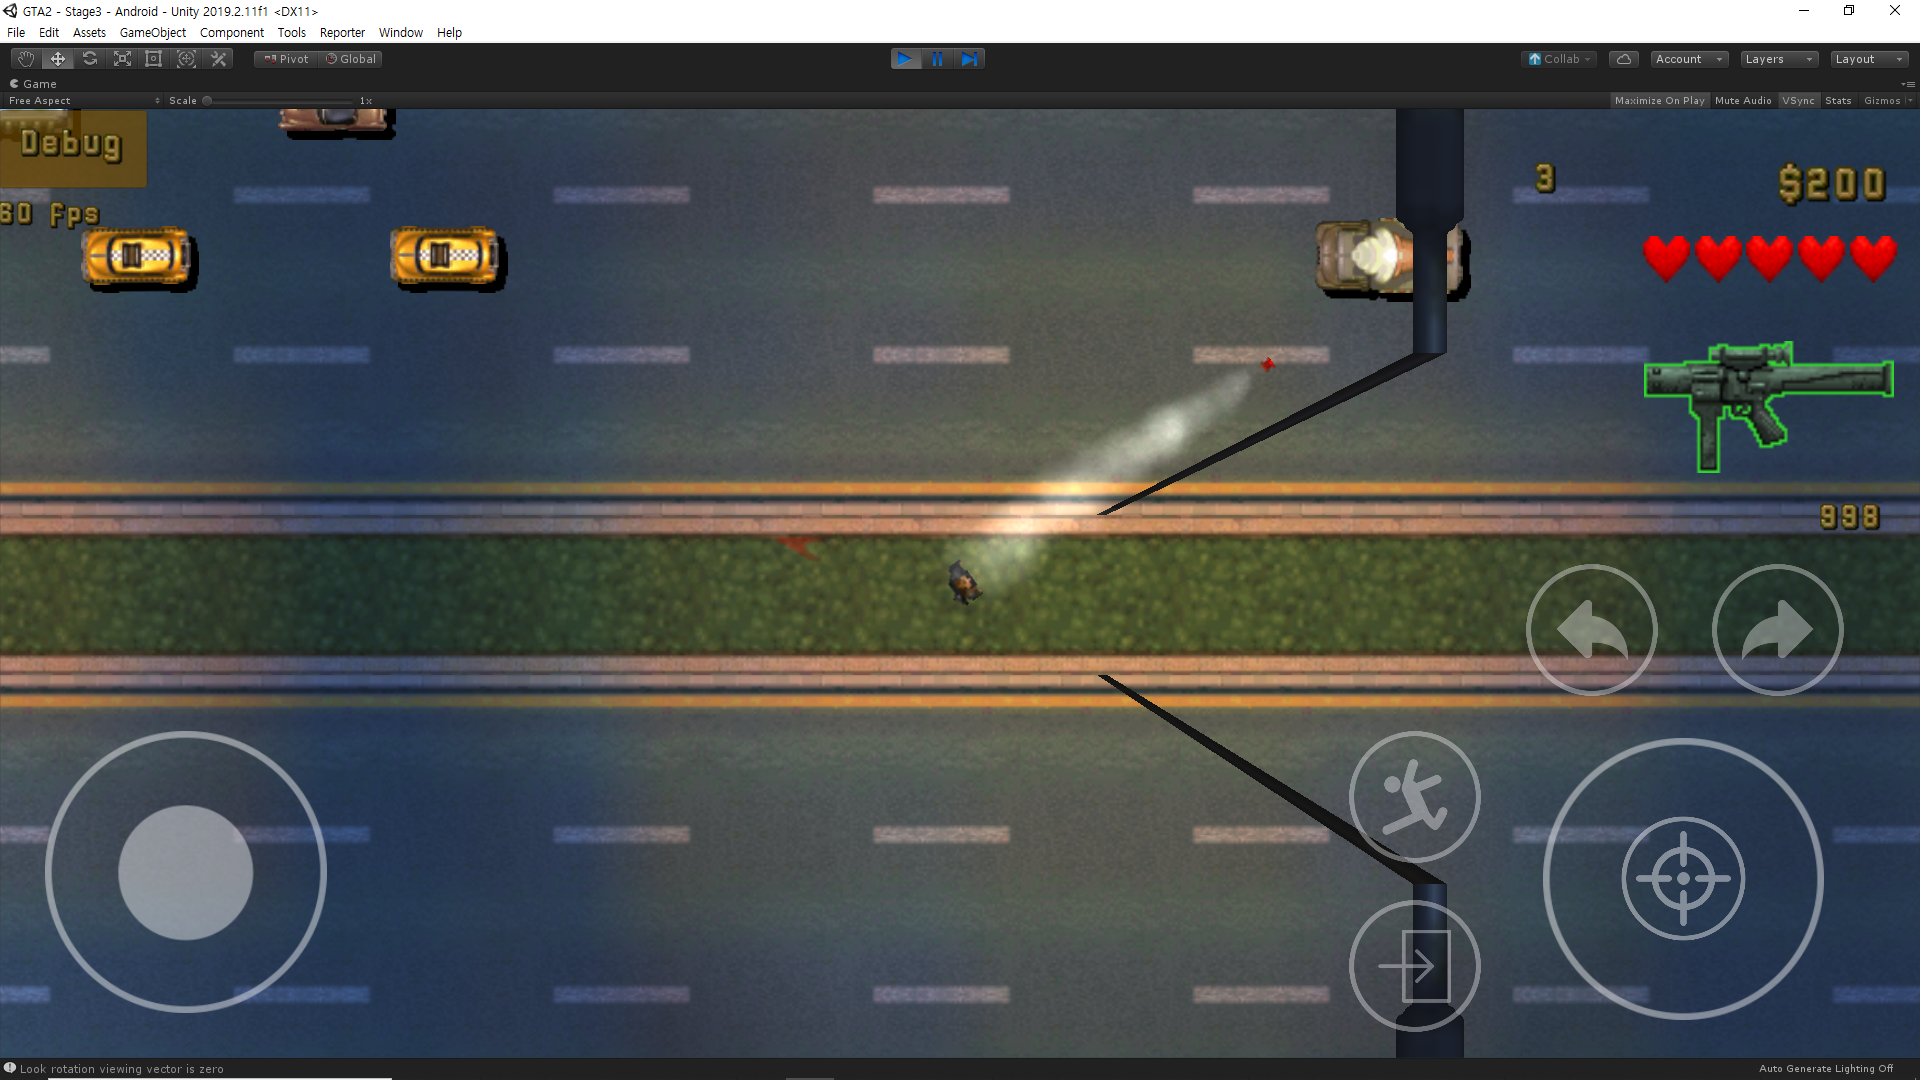 GTA2 - Stage3 - Android - Unity 2019.2.11f1 <DX11>
File Edit Assets GameObject Component Tools Reporter Window Help
Pivot Global Collab Account Layers Layout
Game
Free Aspect Scale 1x Maximize On Play Mute Audio VSync Stats Gizmos
Debug
3 $200
60 fps
998
Look rotation viewing vector is zero Auto Generate Lighting Off